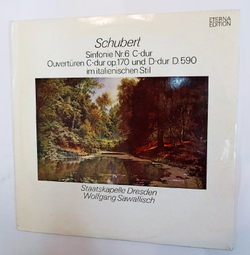 ETERNA
EDITION
Schubert
Sinfonie Nr.6 C-dur
Ouvertüren C-dur op.170 und D-dur D 590
im italienischen Stil
Staatskapelle Dresden
Wolfgang Sawallisch